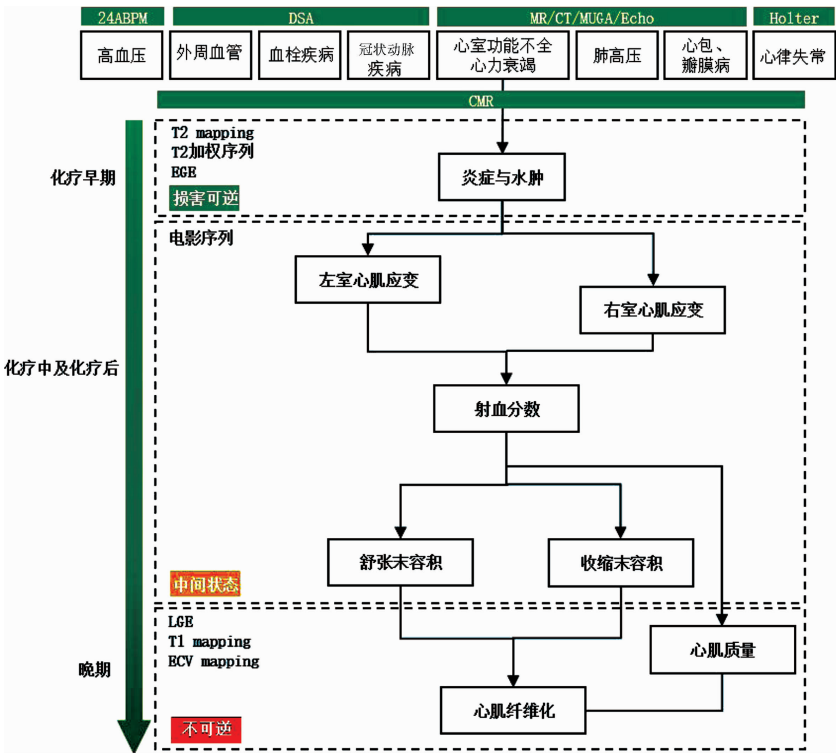 24ABPM
DSA
MR/CT/MUGA/Echo
Holter
高血压
外周血管
血栓疾病
冠状动脉
疾病
心室功能不全
心力衰竭
肺高压
心包、
瓣膜病
心律失常
CMR
化疗早期
T2 mapping
T2加权序列
EGE
损害可逆
炎症与水肿
化疗中及化疗后
电影序列
左室心肌应变
右室心肌应变
射血分数
舒张末容积
收缩末容积
中间状态
晚期
LGE
T1 mapping
ECV mapping
心肌质量
心肌纤维化
不可逆